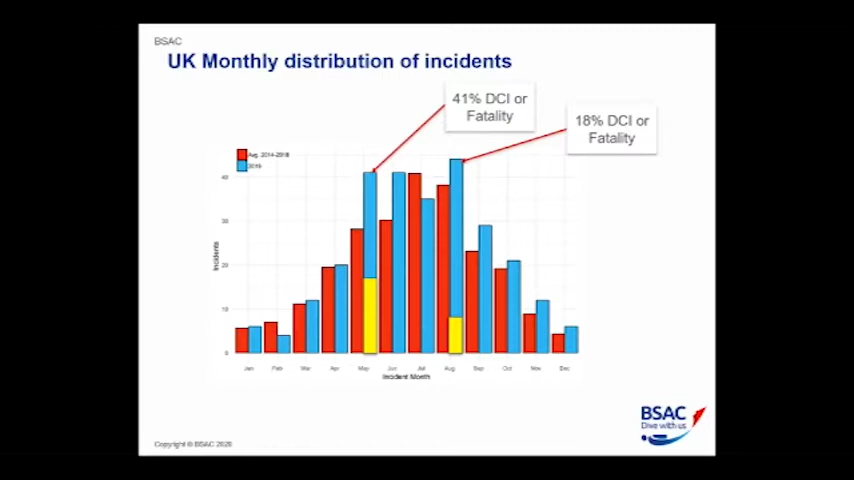 BSAC
UK Monthly distribution of incidents
41% DCI or
Fatality
18% DCI or
Fatality
Avg. 2014-2018
2019
40
30
20
10
0
Incidents
Jan Feb Mar Apr May Jun Jul Aug Sep Oct Nov Dec
Incident Month
BSAC
Dive with us
Copyright © BSAC 2020